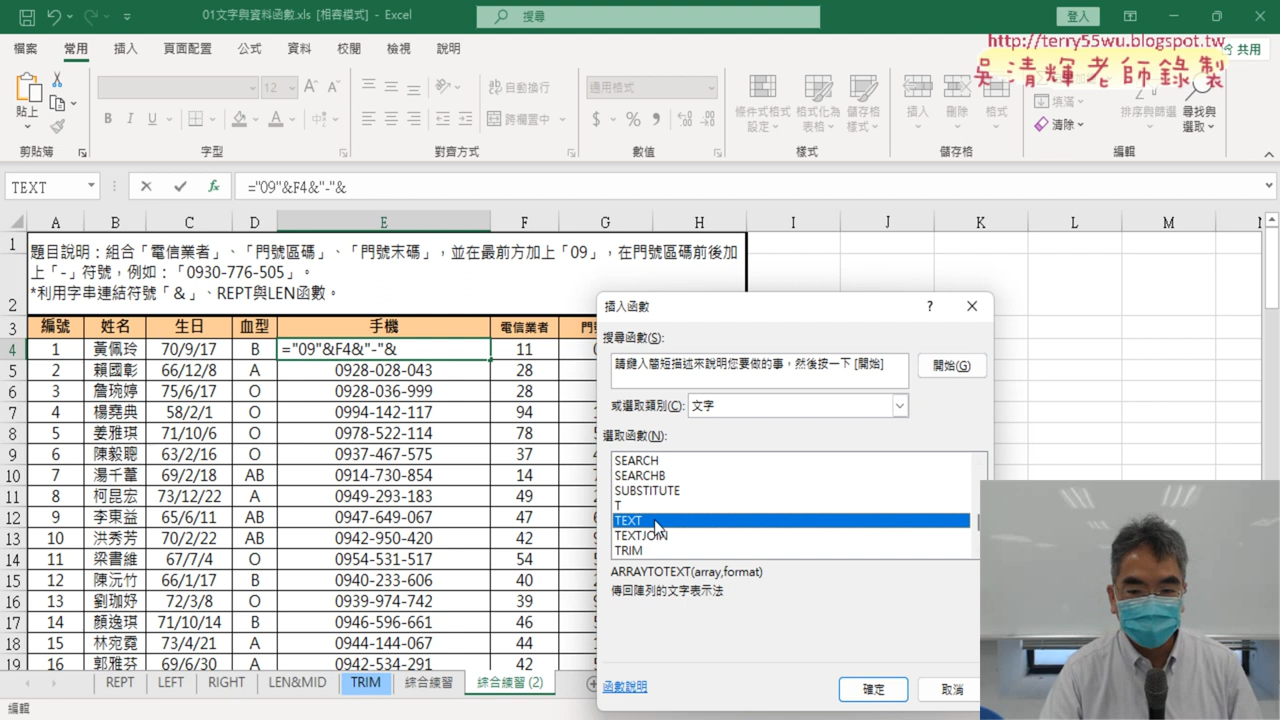 01文字與資料函數.xls [相容模式] - Excel
搜尋
登入
http://terry55wu.blogspot.tw
吳清輝老師錄製
檔案 常用 插入 頁面配置 公式 資料 校閱 檢視 說明 共用
貼上
12 A A
B I U A
自動換行
跨欄置中
通用格式
$ % 9
條件式格式設定 格式化為表格 儲存格樣式
插入 刪除 格式
填滿
清除
排序與篩選 尋找與選取
剪貼簿 字型 對齊方式 數值 樣式 儲存格 編輯
TEXT fx ="09"&F4&"-"&
A B C D E F G H I J K L M
1 題目說明：組合「電信業者」、「門號區碼」、「門號末碼」，並在最前方加上「09」，在門號區碼前後加
上「-」符號，例如：「0930-776-505」。
2 *利用字串連結符號「&」、REPT與LEN函數。
3 編號 姓名 生日 血型 手機 電信業者
4 1 黃佩玲 70/9/17 B ="09"&F4&"-"& 11
5 2 賴國彰 66/12/8 A 0928-028-043 28
6 3 詹琬婷 75/6/17 O 0928-036-999 28
7 4 楊堯典 58/2/1 O 0994-142-117 94
8 5 姜雅琪 71/10/6 O 0978-522-114 78
9 6 陳毅聰 63/2/16 O 0937-467-575 37
10 7 湯千葦 69/2/18 AB 0914-730-854 14
11 8 柯昆宏 73/12/22 A 0949-293-183 49
12 9 李東益 65/6/11 AB 0947-649-067 47
13 10 洪秀芳 70/2/22 AB 0942-950-420 42
14 11 梁書維 67/7/4 O 0954-531-517 54
15 12 陳沅竹 66/1/17 B 0940-233-606 40
16 13 劉珈妤 72/3/8 O 0939-974-742 39
17 14 顏逸琪 71/10/14 B 0946-596-661 46
18 15 林宛霓 73/4/21 A 0944-144-067 44
19 16 郭雅芬 69/6/30 A 0942-534-291 42
插入函數 ?
搜尋函數(S):
請鍵入簡短描述來說明您要做的事，然後按一下 [開始]
開始(G)
或選取類別(C): 文字
選取函數(N):
SEARCH
SEARCHB
SUBSTITUTE
T
TEXT
TEXTJOIN
TRIM
ARRAYTOTEXT(array,format)
傳回陣列的文字表示法
函數說明
確定
取消
REPT LEFT RIGHT LEN&MID TRIM 綜合練習 綜合練習 (2)
編輯